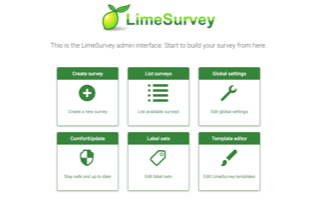 LimeSurvey
This is the LimeSurvey admin interface. Start to build your survey from here.
Create survey
List surveys
Global settings
Create a new survey
List available surveys
Edit global settings
ComfortUpdate
Label sets
Template editor
Stay safe and up to date
Edit label sets
Edit LimeSurvey templates